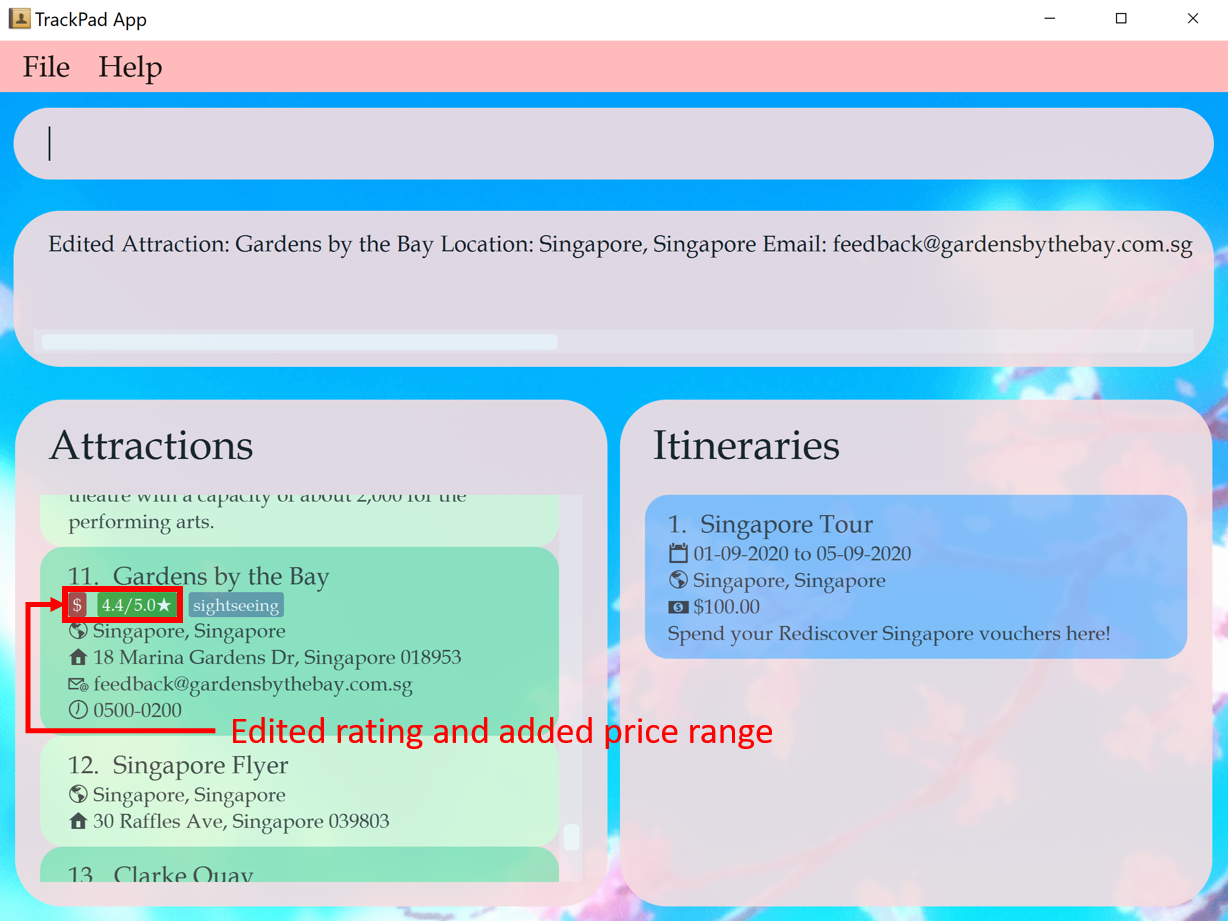 TrackPad App
File Help
Edited Attraction: Gardens by the Bay Location: Singapore, Singapore Email: feedback@gardensbythebay.com.sg
Attractions
theatre with a capacity of about 2,000 for the
performing arts.
11. Gardens by the Bay
$ 4.4/5.0★ sightseeing
Singapore, Singapore
18 Marina Gardens Dr, Singapore 018953
feedback@gardensbythebay.com.sg
0500-0200
Edited rating and added price range
12. Singapore Flyer
Singapore, Singapore
30 Raffles Ave, Singapore 039803
13. Clarke Quay
Itineraries
1. Singapore Tour
01-09-2020 to 05-09-2020
Singapore, Singapore
$100.00
Spend your Rediscover Singapore vouchers here!